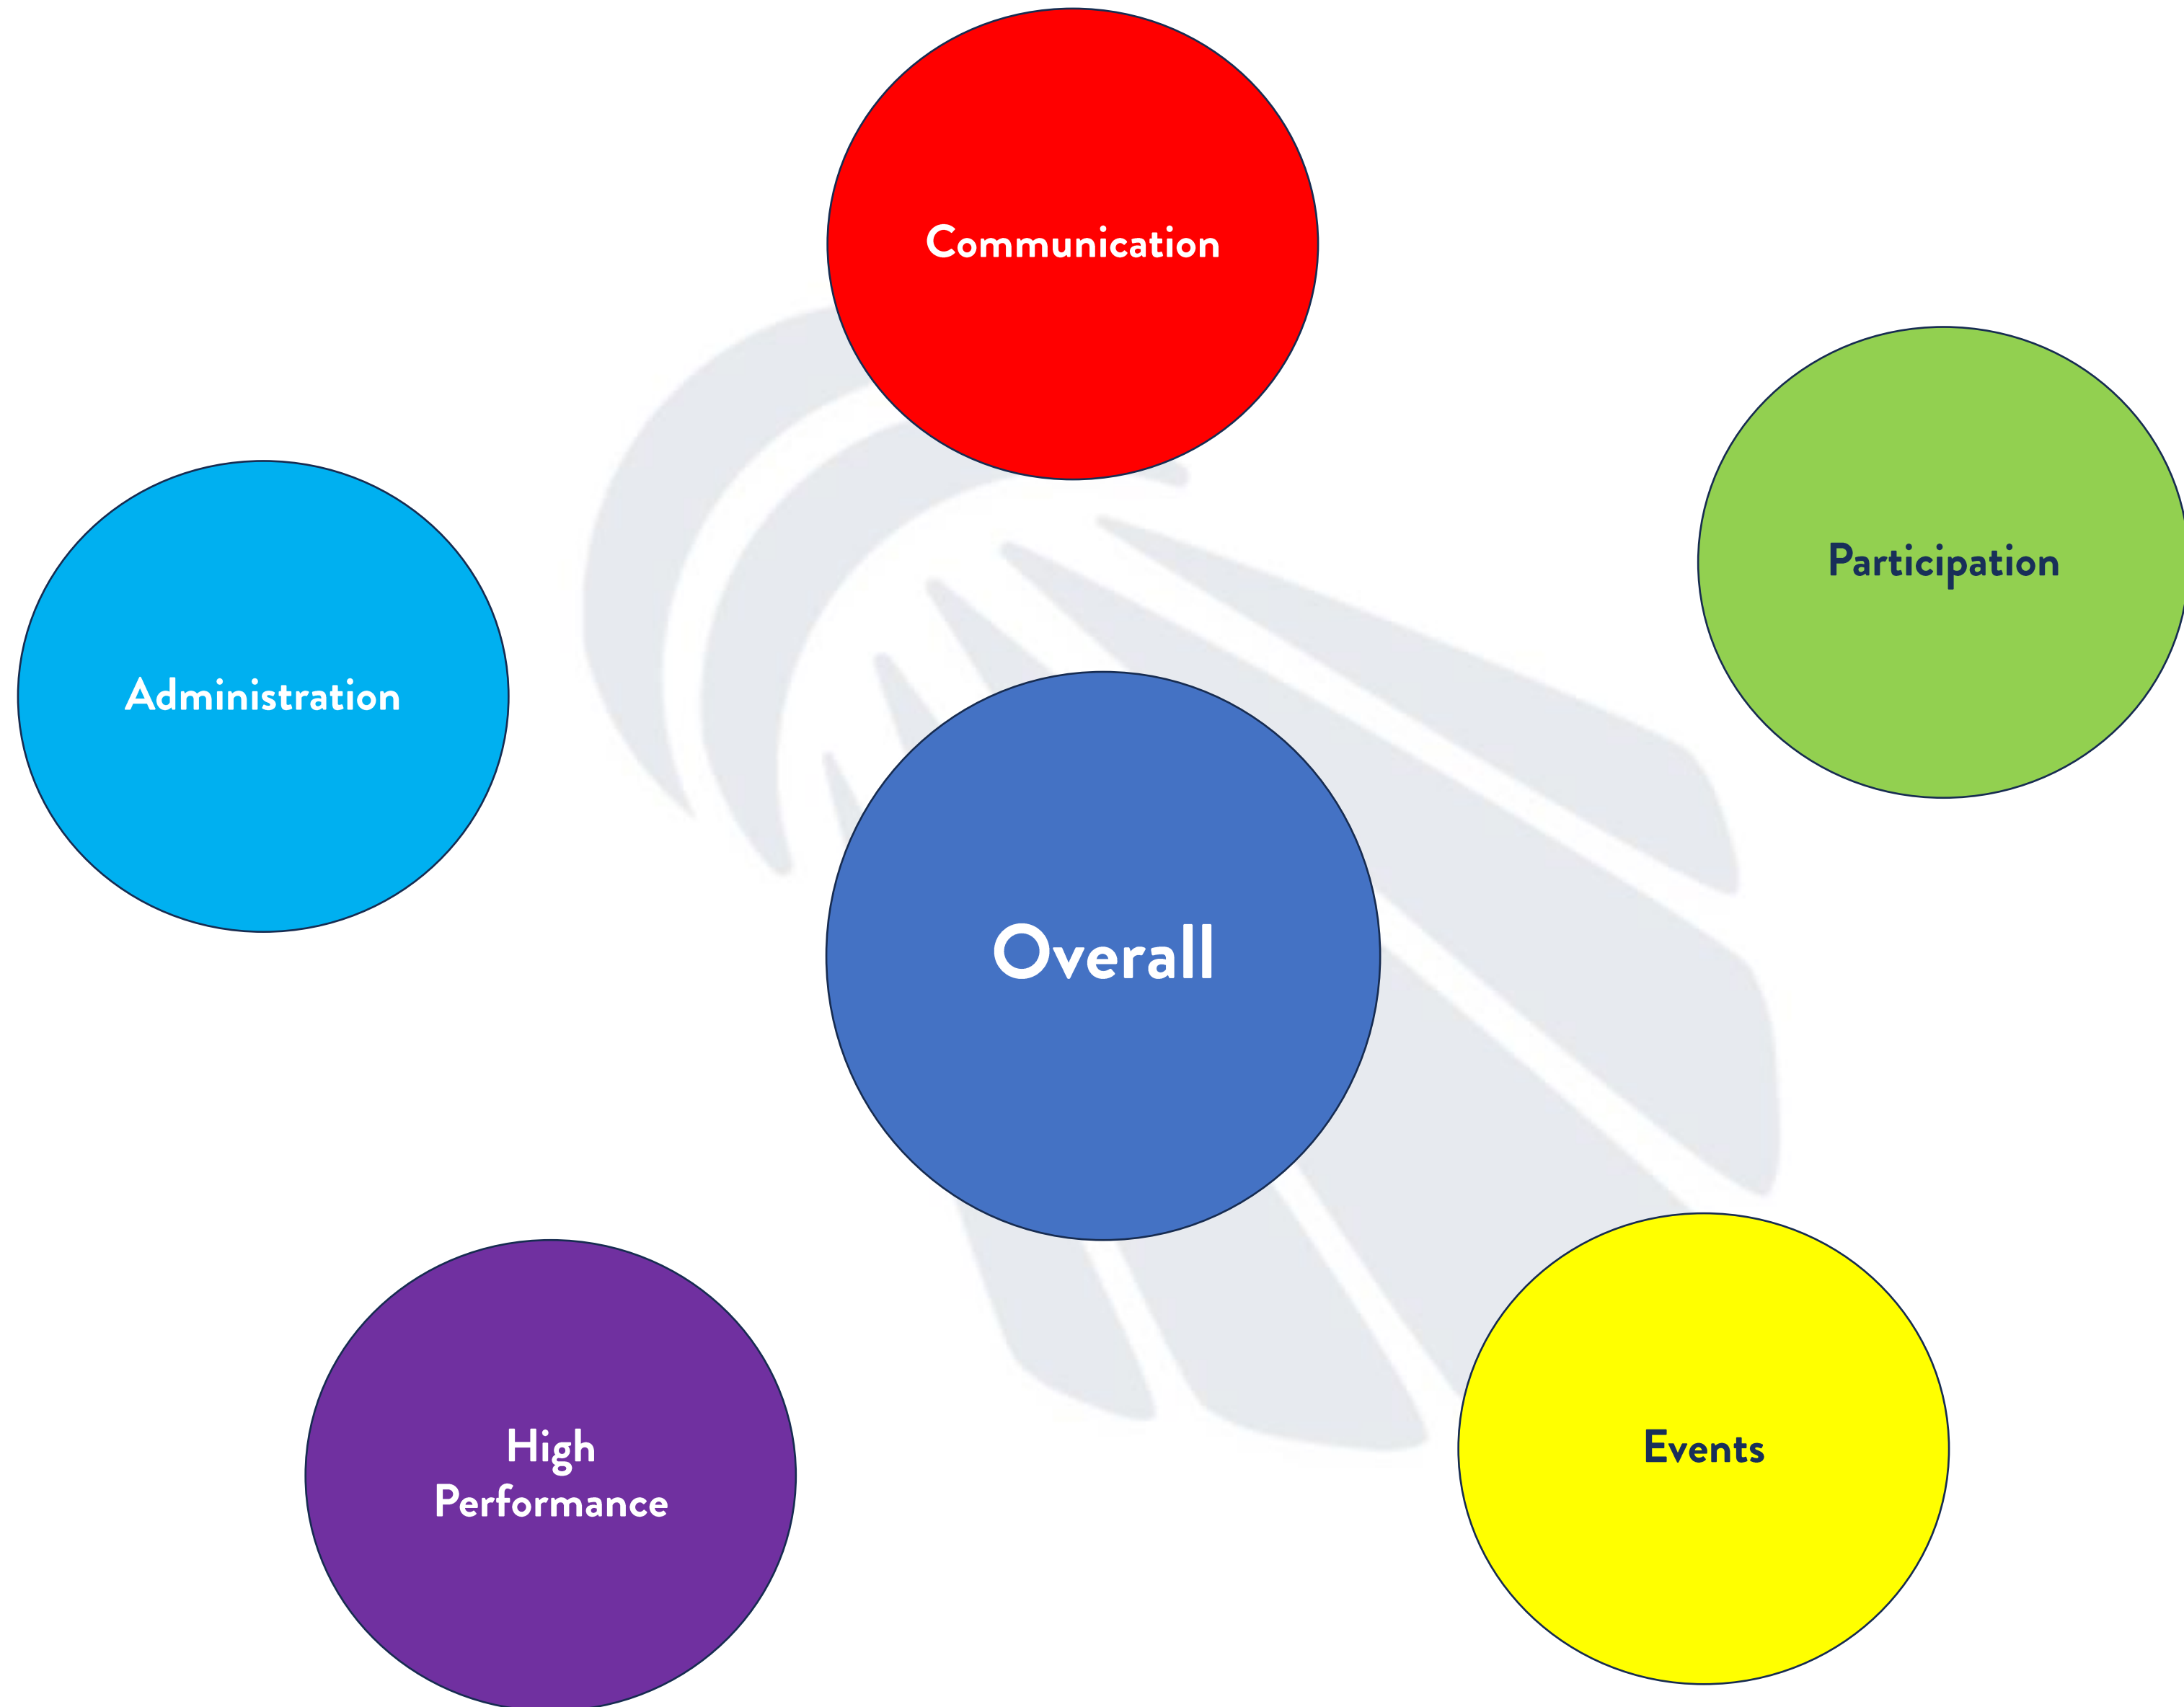 Communication
Participation
Administration
Overall
High
Performance
Events